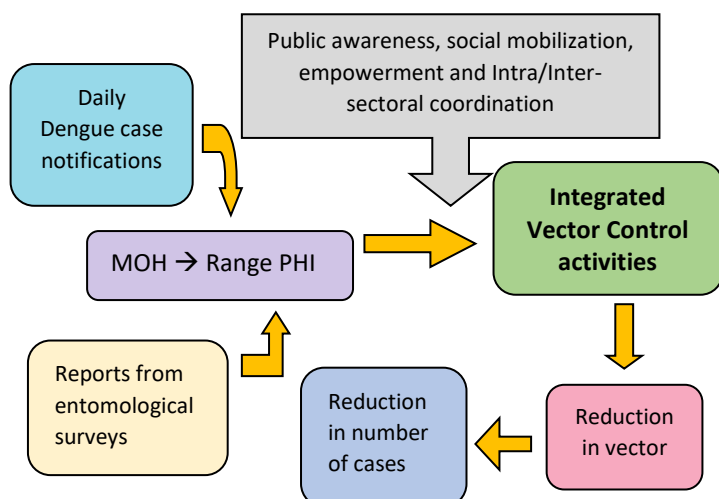 Public awareness, social mobilization,
empowerment and Intra/Inter-
sectoral coordination
Daily
Dengue case
notifications
MOH → Range PHI
Integrated
Vector Control
activities
Reports from
entomological
surveys
Reduction
in number
of cases
Reduction
in vector